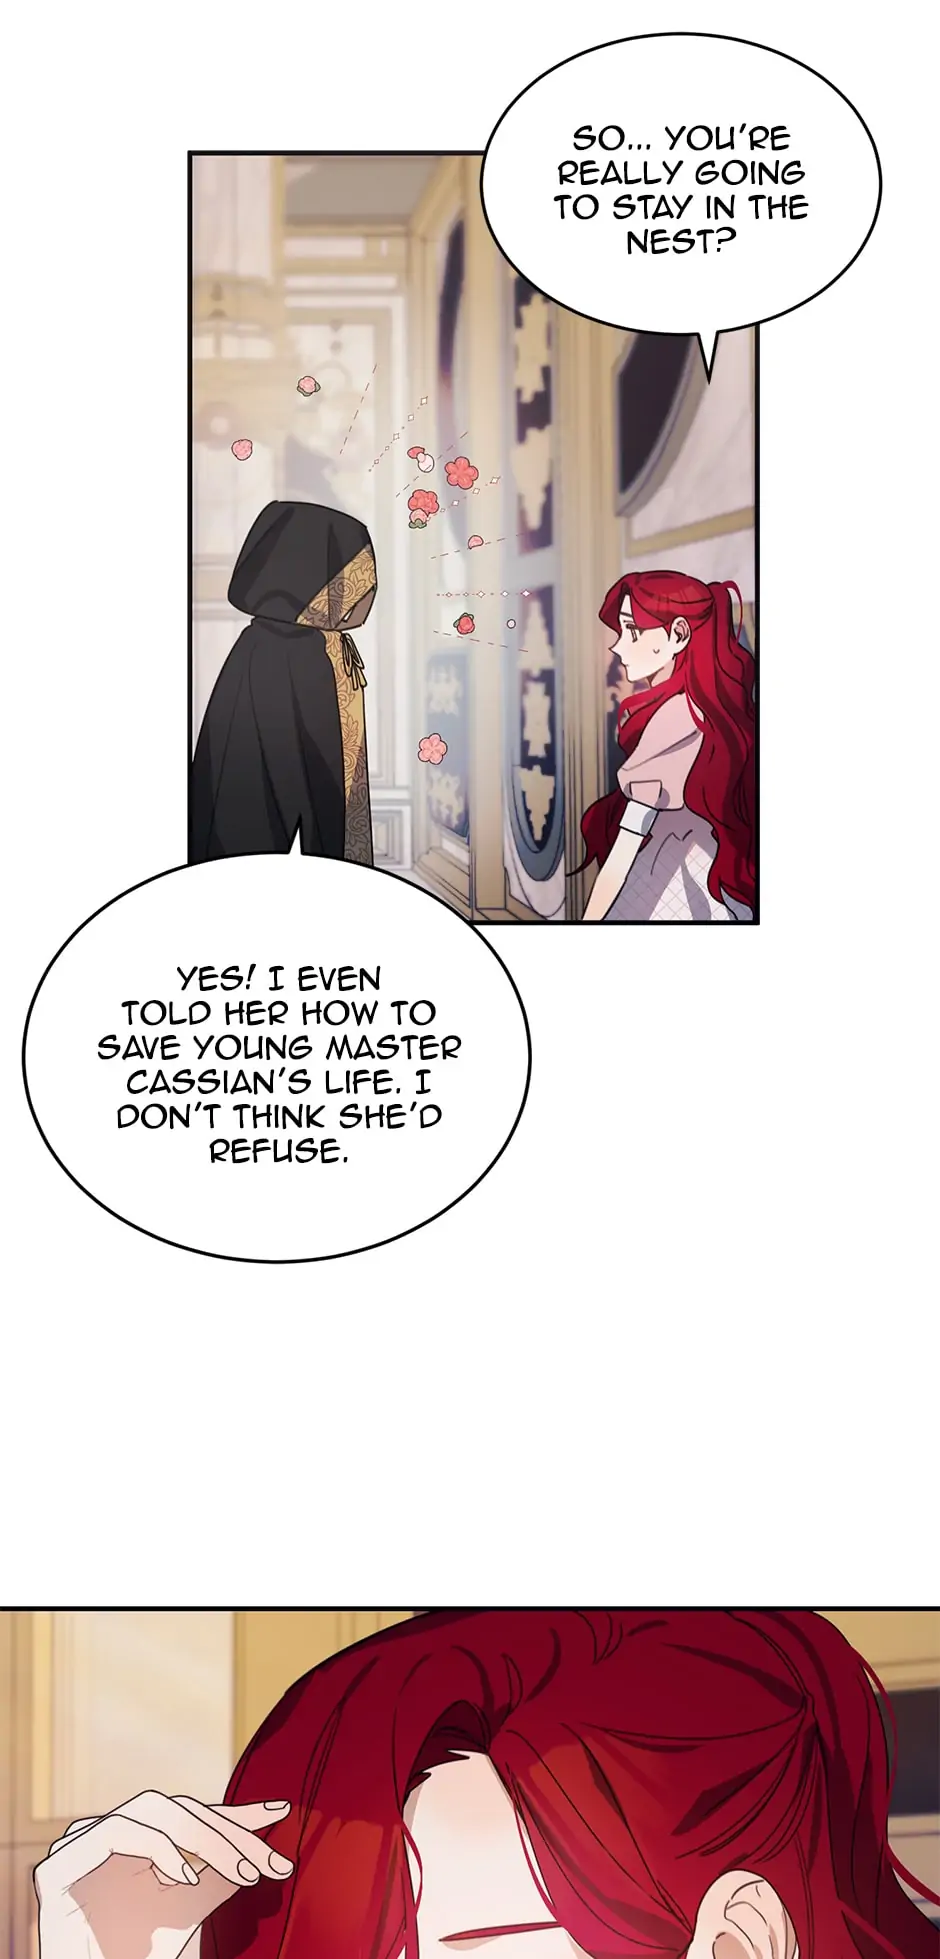 SO... YOU'RE
REALLY GOING
TO STAY IN THE
NEST?
YES! I EVEN
TOLD HER HOW TO
SAVE YOUNG MASTER
CASSIAN'S LIFE. I
DON'T THINK SHE'D
REFUSE.